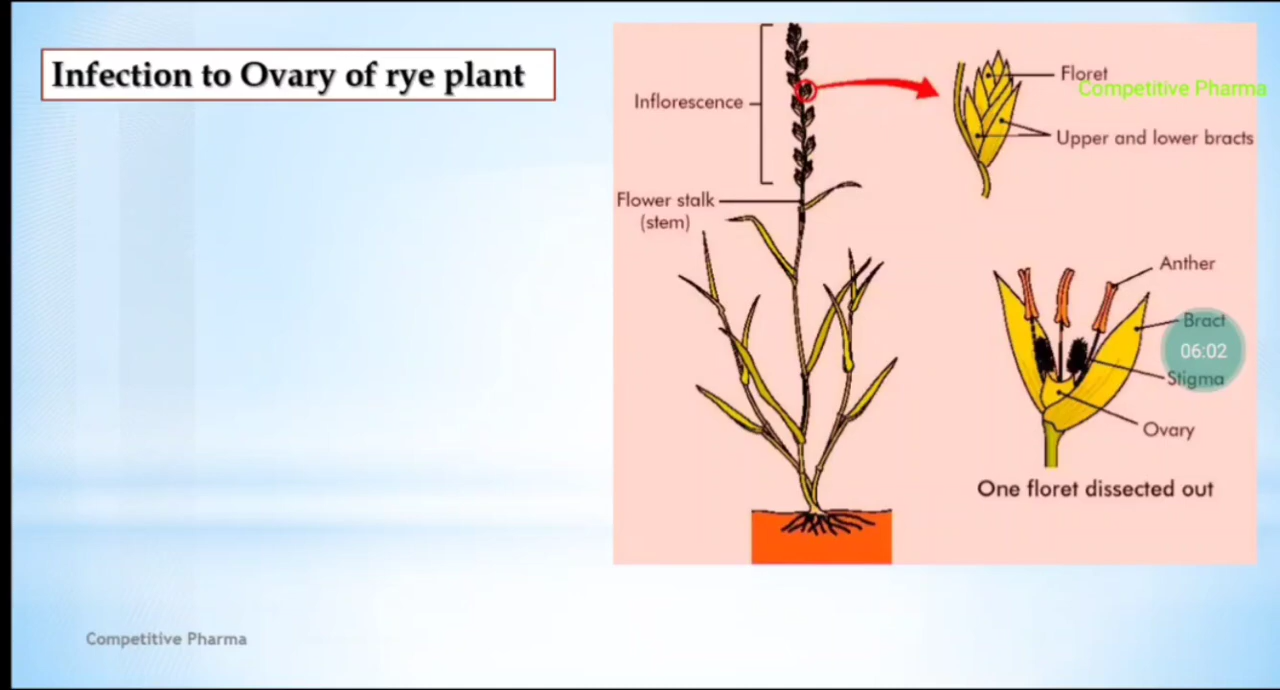 Infection to Ovary of rye plant
Inflorescence
Floret
Competitive Pharma
Upper and lower bracts
Flower stalk
(stem)
Anther
Bract
06:02
Stigma
Ovary
One floret dissected out
Competitive Pharma